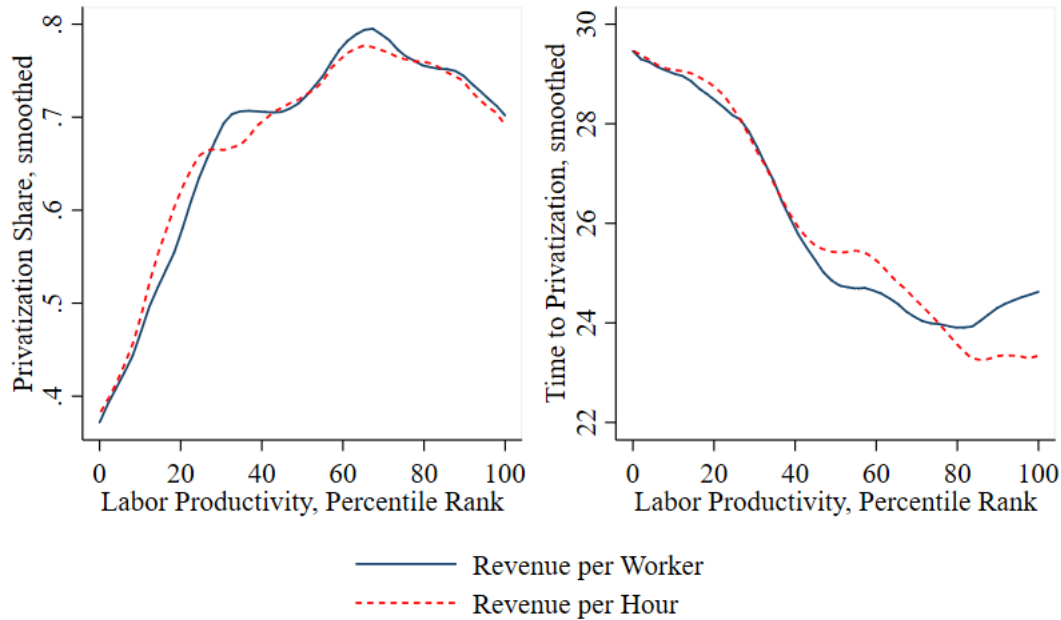 Privatization Share, smoothed
.8
.7
.6
.5
.4
0 20 40 60 80 100
Labor Productivity, Percentile Rank
Time to Privatization, smoothed
30
28
26
24
22
0 20 40 60 80 100
Labor Productivity, Percentile Rank
Revenue per Worker
Revenue per Hour